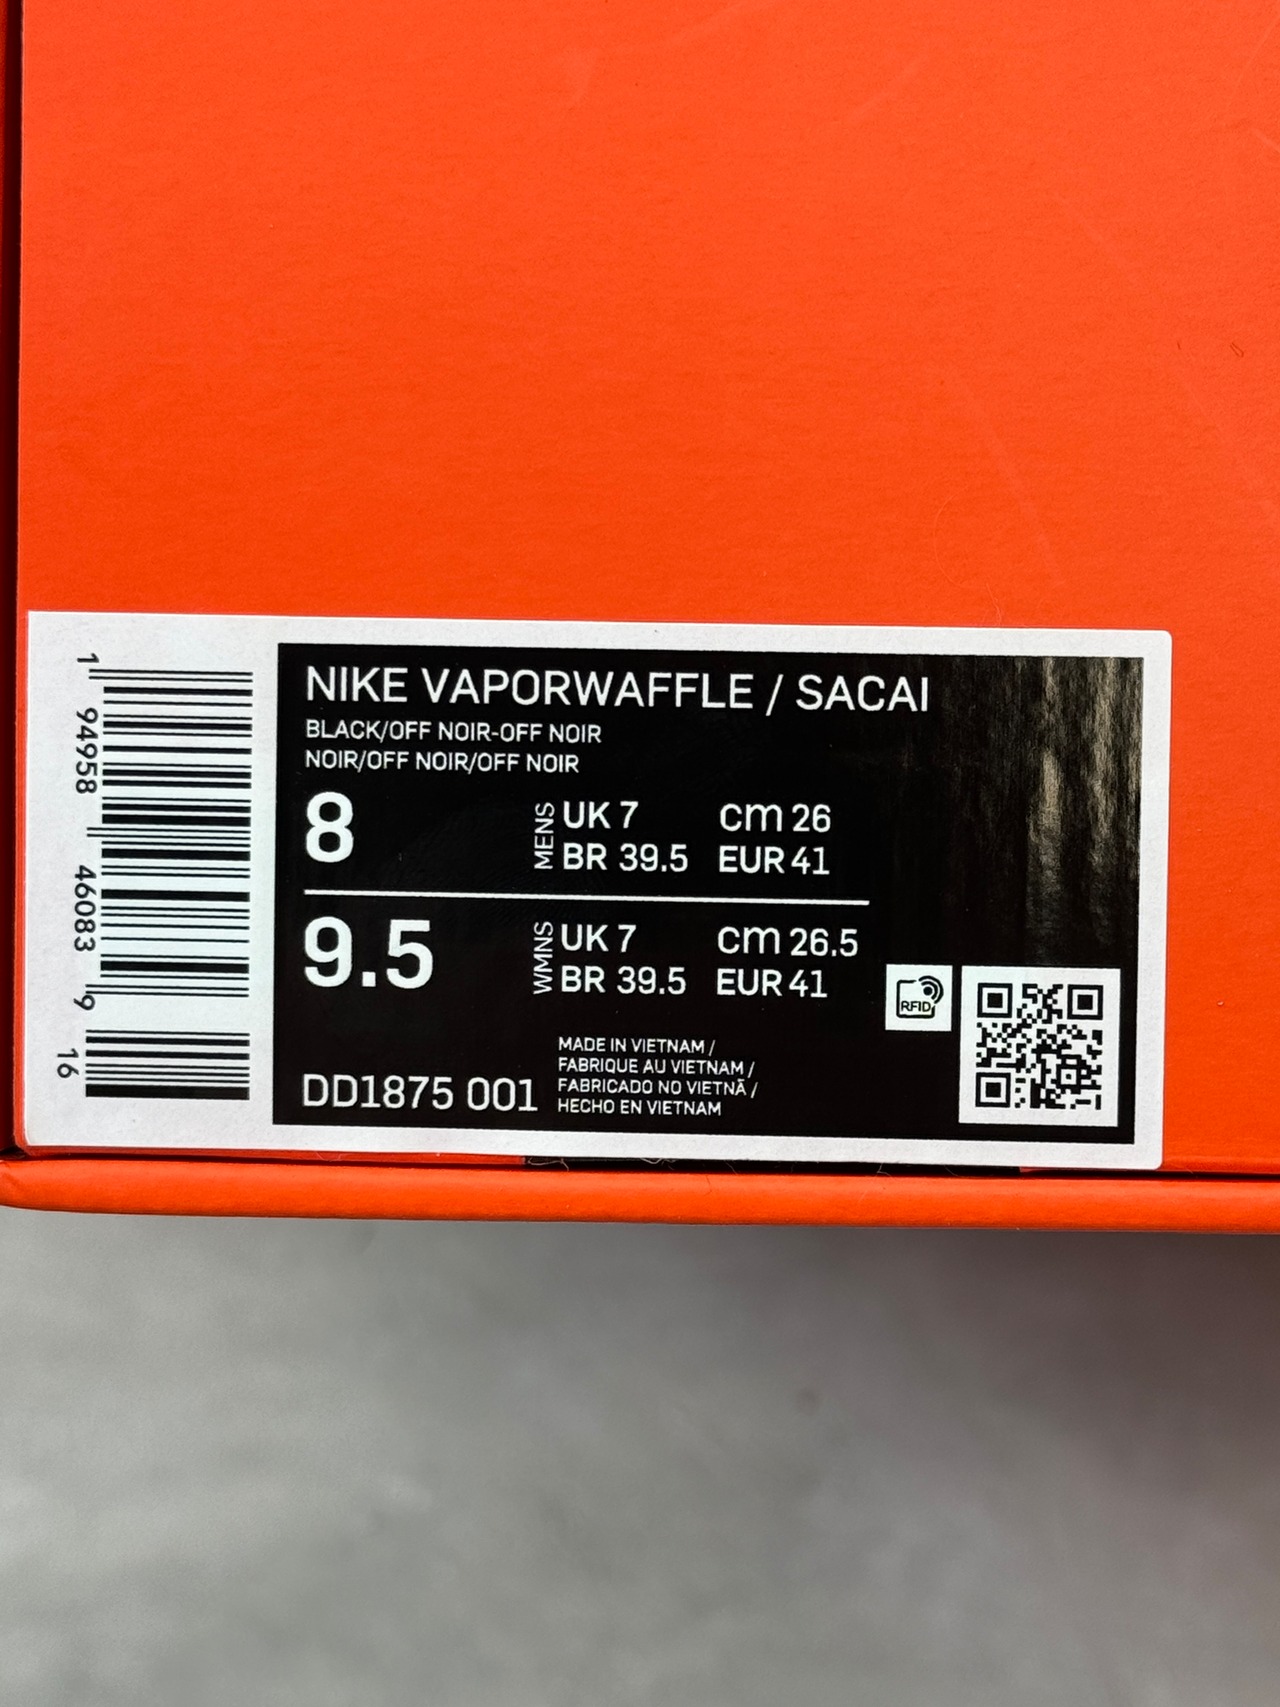 NIKE VAPORWAFFLE / SACAI
BLACK/OFF NOIR-OFF NOIR
NOIR/OFF NOIR/OFF NOIR
8 MENS UK 7 cm 26
BR 39.5 EUR 41
9.5 WMNS UK 7 cm 26.5
BR 39.5 EUR 41
RFID
MADE IN VIETNAM /
FABRIQUE AU VIETNAM /
FABRICADO NO VIETNÃ /
HECHO EN VIETNAM
DD1875 001
1 94958 46083 9
16